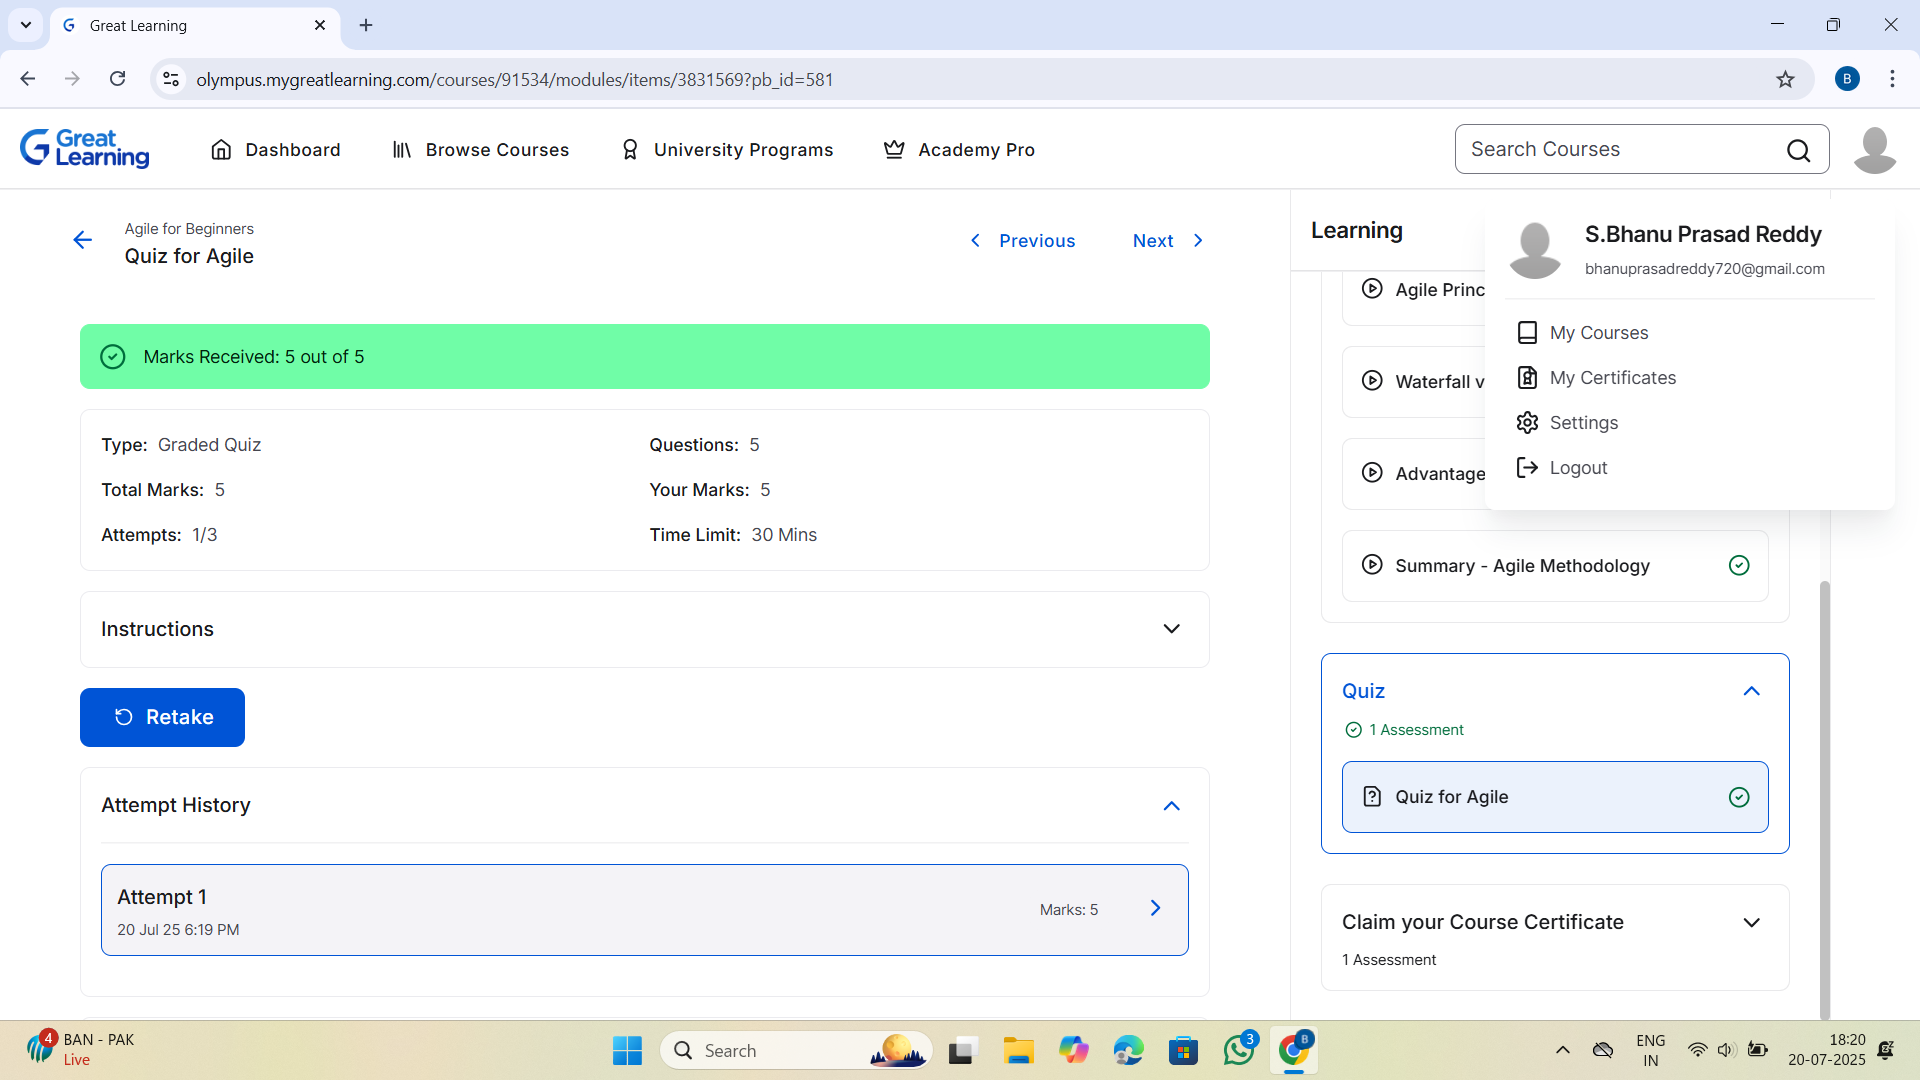 Great Learning
olympus.mygreatlearning.com/courses/91534/modules/items/3831569?pb_id=581
B
Great Learning
Dashboard
Browse Courses
University Programs
Academy Pro
Search Courses
Agile for Beginners
Quiz for Agile
Previous
Next
Marks Received: 5 out of 5
Type: Graded Quiz
Questions: 5
Total Marks: 5
Your Marks: 5
Attempts: 1/3
Time Limit: 30 Mins
Instructions
Retake
Attempt History
Attempt 1
20 Jul 25 6:19 PM
Marks: 5
Learning
Agile Princ
Waterfall v
Advantage
Summary - Agile Methodology
Quiz
1 Assessment
Quiz for Agile
Claim your Course Certificate
1 Assessment
S.Bhanu Prasad Reddy
bhanuprasadreddy720@gmail.com
My Courses
My Certificates
Settings
Logout
4
BAN - PAK
Live
Search
3
B
ENG
IN
18:20
20-07-2025